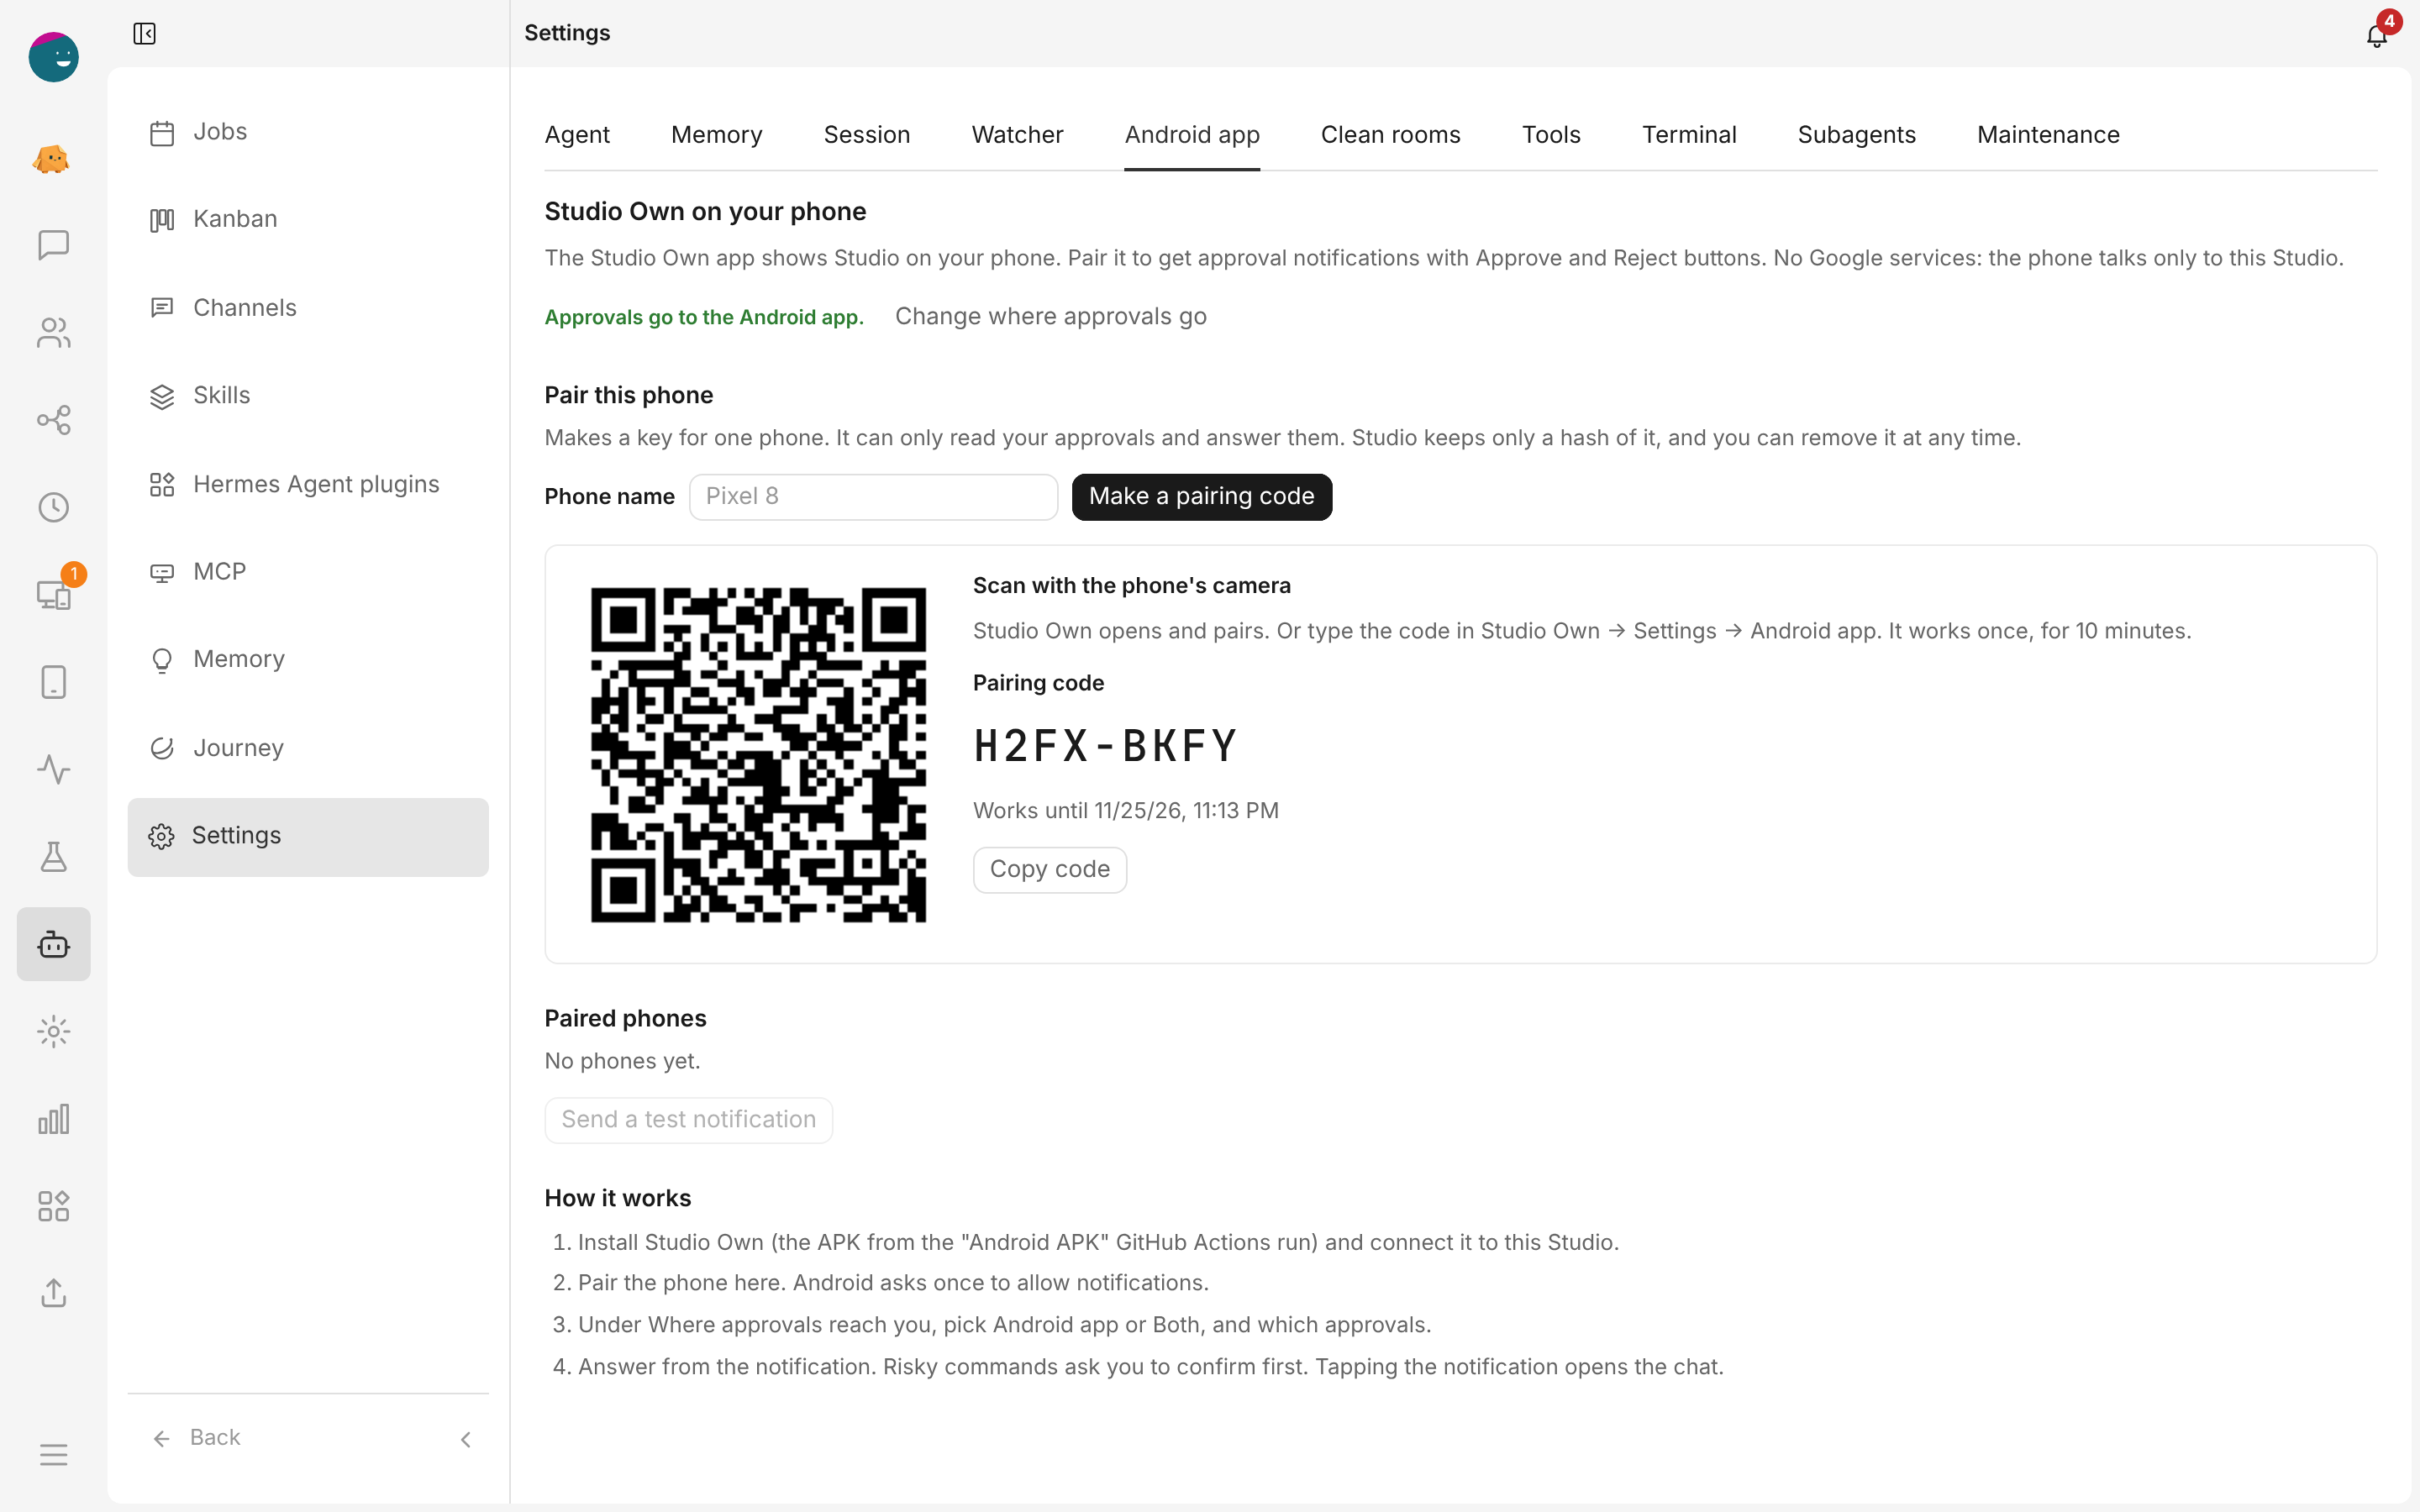 Settings
4
Jobs
Kanban
Channels
Skills
Hermes Agent plugins
MCP
Memory
Journey
Settings
Back
1
Agent Memory Session Watcher Android app Clean rooms Tools Terminal Subagents Maintenance
Studio Own on your phone
The Studio Own app shows Studio on your phone. Pair it to get approval notifications with Approve and Reject buttons. No Google services: the phone talks only to this Studio.
Approvals go to the Android app. Change where approvals go
Pair this phone
Makes a key for one phone. It can only read your approvals and answer them. Studio keeps only a hash of it, and you can remove it at any time.
Phone name Pixel 8 Make a pairing code
Scan with the phone's camera
Studio Own opens and pairs. Or type the code in Studio Own → Settings → Android app. It works once, for 10 minutes.
Pairing code
H2FX-BKFY
Works until 11/25/26, 11:13 PM
Copy code
Paired phones
No phones yet.
Send a test notification
How it works
1. Install Studio Own (the APK from the "Android APK" GitHub Actions run) and connect it to this Studio.
2. Pair the phone here. Android asks once to allow notifications.
3. Under Where approvals reach you, pick Android app or Both, and which approvals.
4. Answer from the notification. Risky commands ask you to confirm first. Tapping the notification opens the chat.